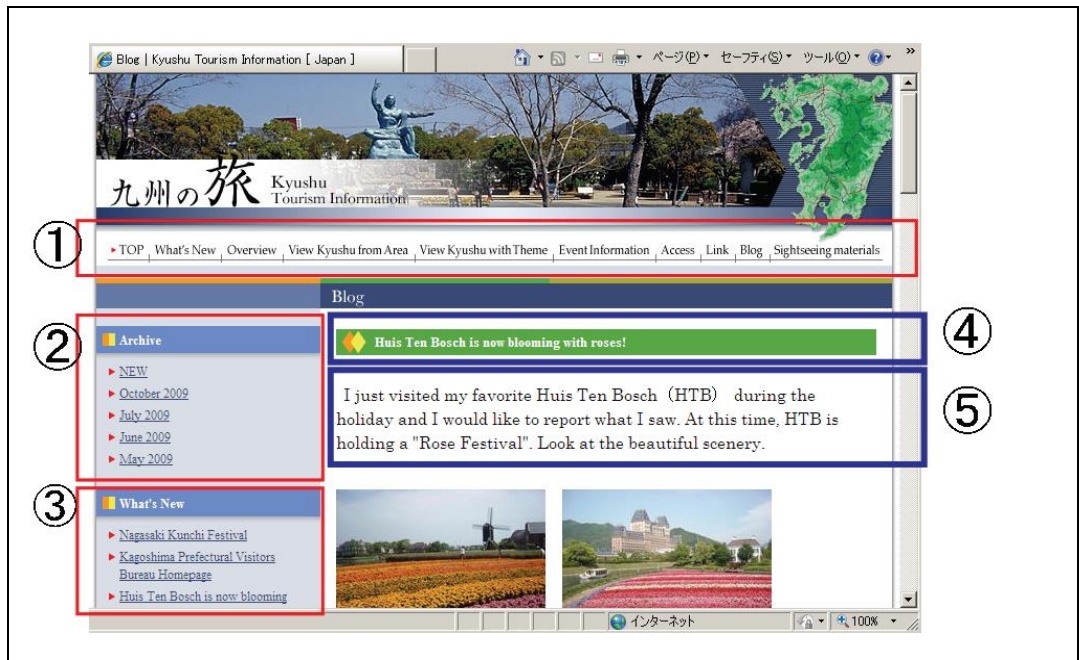 Blog | Kyushu Tourism Information [ Japan ]
ページ(P) セーフティ(S) ツール(O) »
九州の旅
Kyushu
Tourism Information
①
TOP What's New Overview View Kyushu from Area View Kyushu with Theme Event Information Access Link Blog Sightseeing materials
Blog
②
Archive
NEW
October 2009
July 2009
June 2009
May 2009
③
What's New
Nagasaki Kunchi Festival
Kagoshima Prefectural Visitors
Bureau Homepage
Huis Ten Bosch is now blooming
④
Huis Ten Bosch is now blooming with roses!
⑤
I just visited my favorite Huis Ten Bosch（HTB） during the
holiday and I would like to report what I saw. At this time, HTB is
holding a "Rose Festival". Look at the beautiful scenery.
インターネット
100%